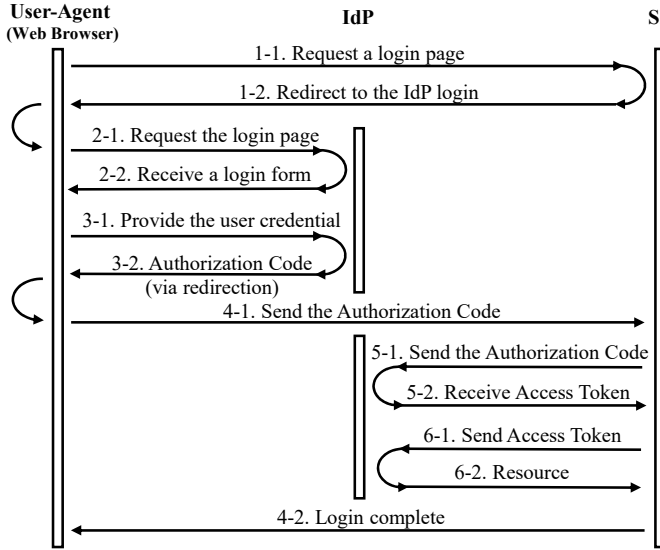 User-Agent
(Web Browser)
IdP
S
1-1. Request a login page
1-2. Redirect to the IdP login
2-1. Request the login page
2-2. Receive a login form
3-1. Provide the user credential
3-2. Authorization Code
(via redirection)
4-1. Send the Authorization Code
5-1. Send the Authorization Code
5-2. Receive Access Token
6-1. Send Access Token
6-2. Resource
4-2. Login complete